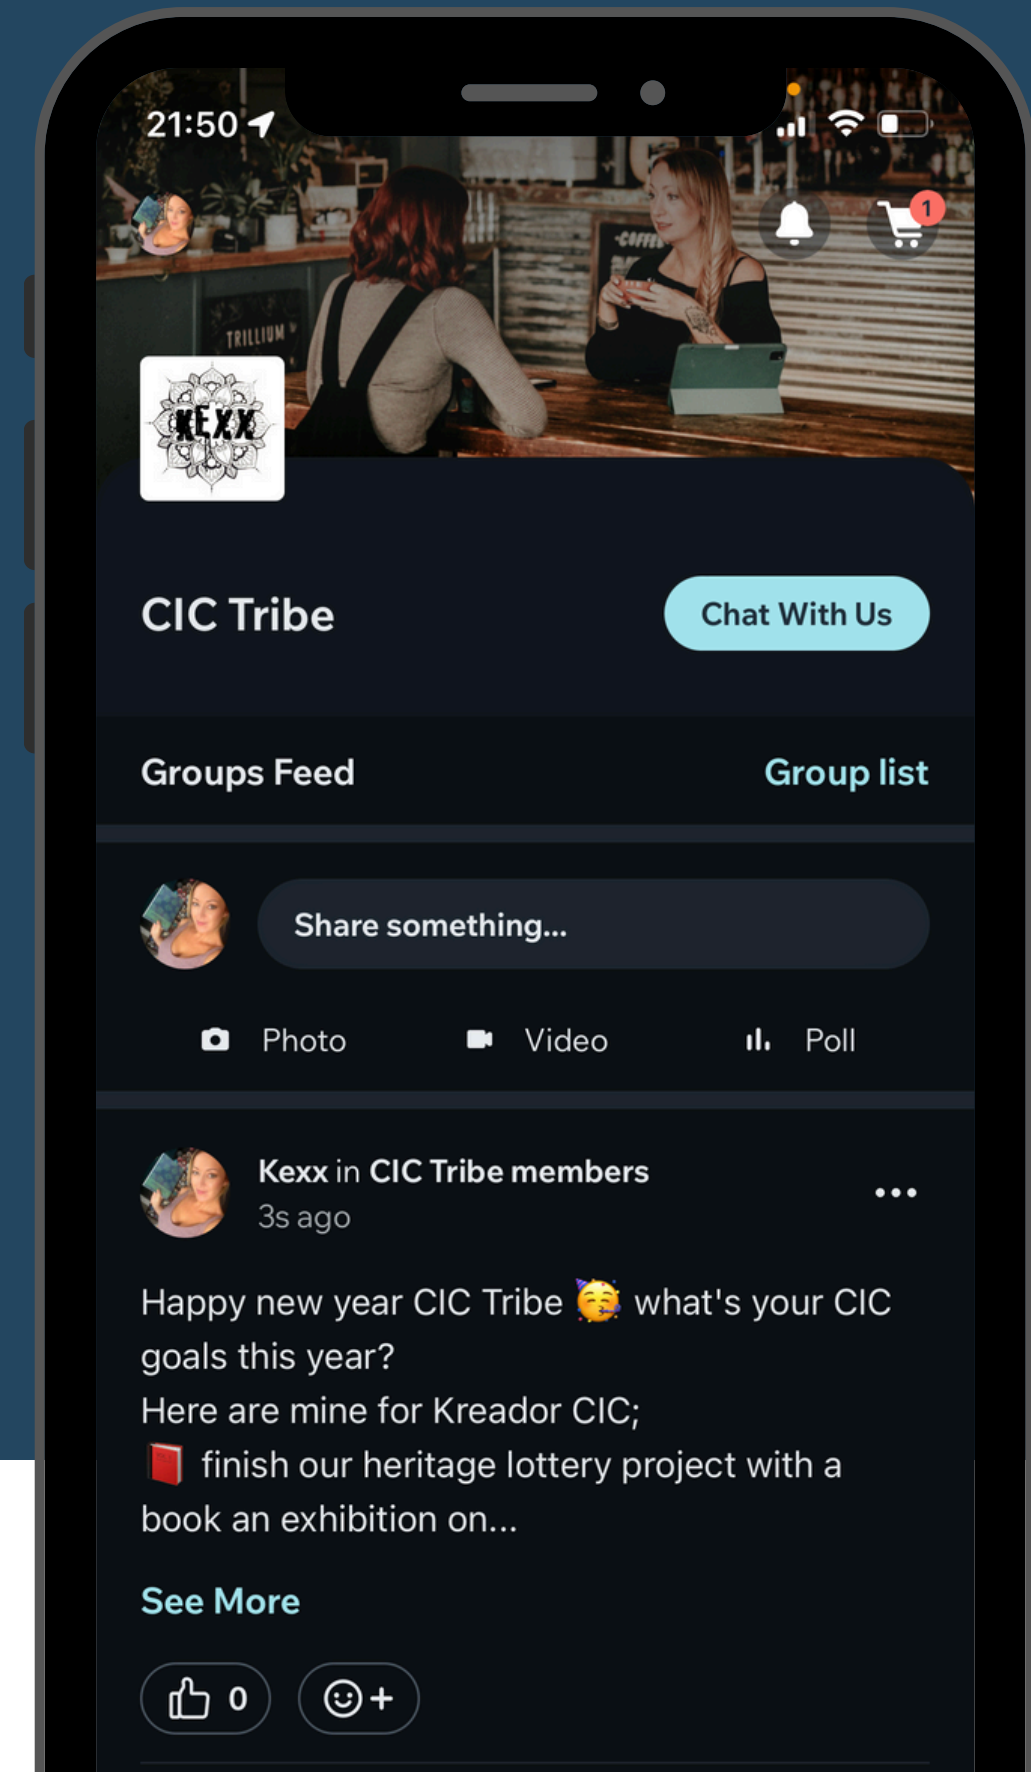 21:50
1
-COFFEE
TRILLIUM
KEXX
CIC Tribe
Chat With Us
Groups Feed
Group list
Share something...
Photo
Video
Poll
Kexx in CIC Tribe members
3s ago
Happy new year CIC Tribe 🥳 what's your CIC
goals this year?
Here are mine for Kreador CIC;
📕 finish our heritage lottery project with a
book an exhibition on...
See More
0